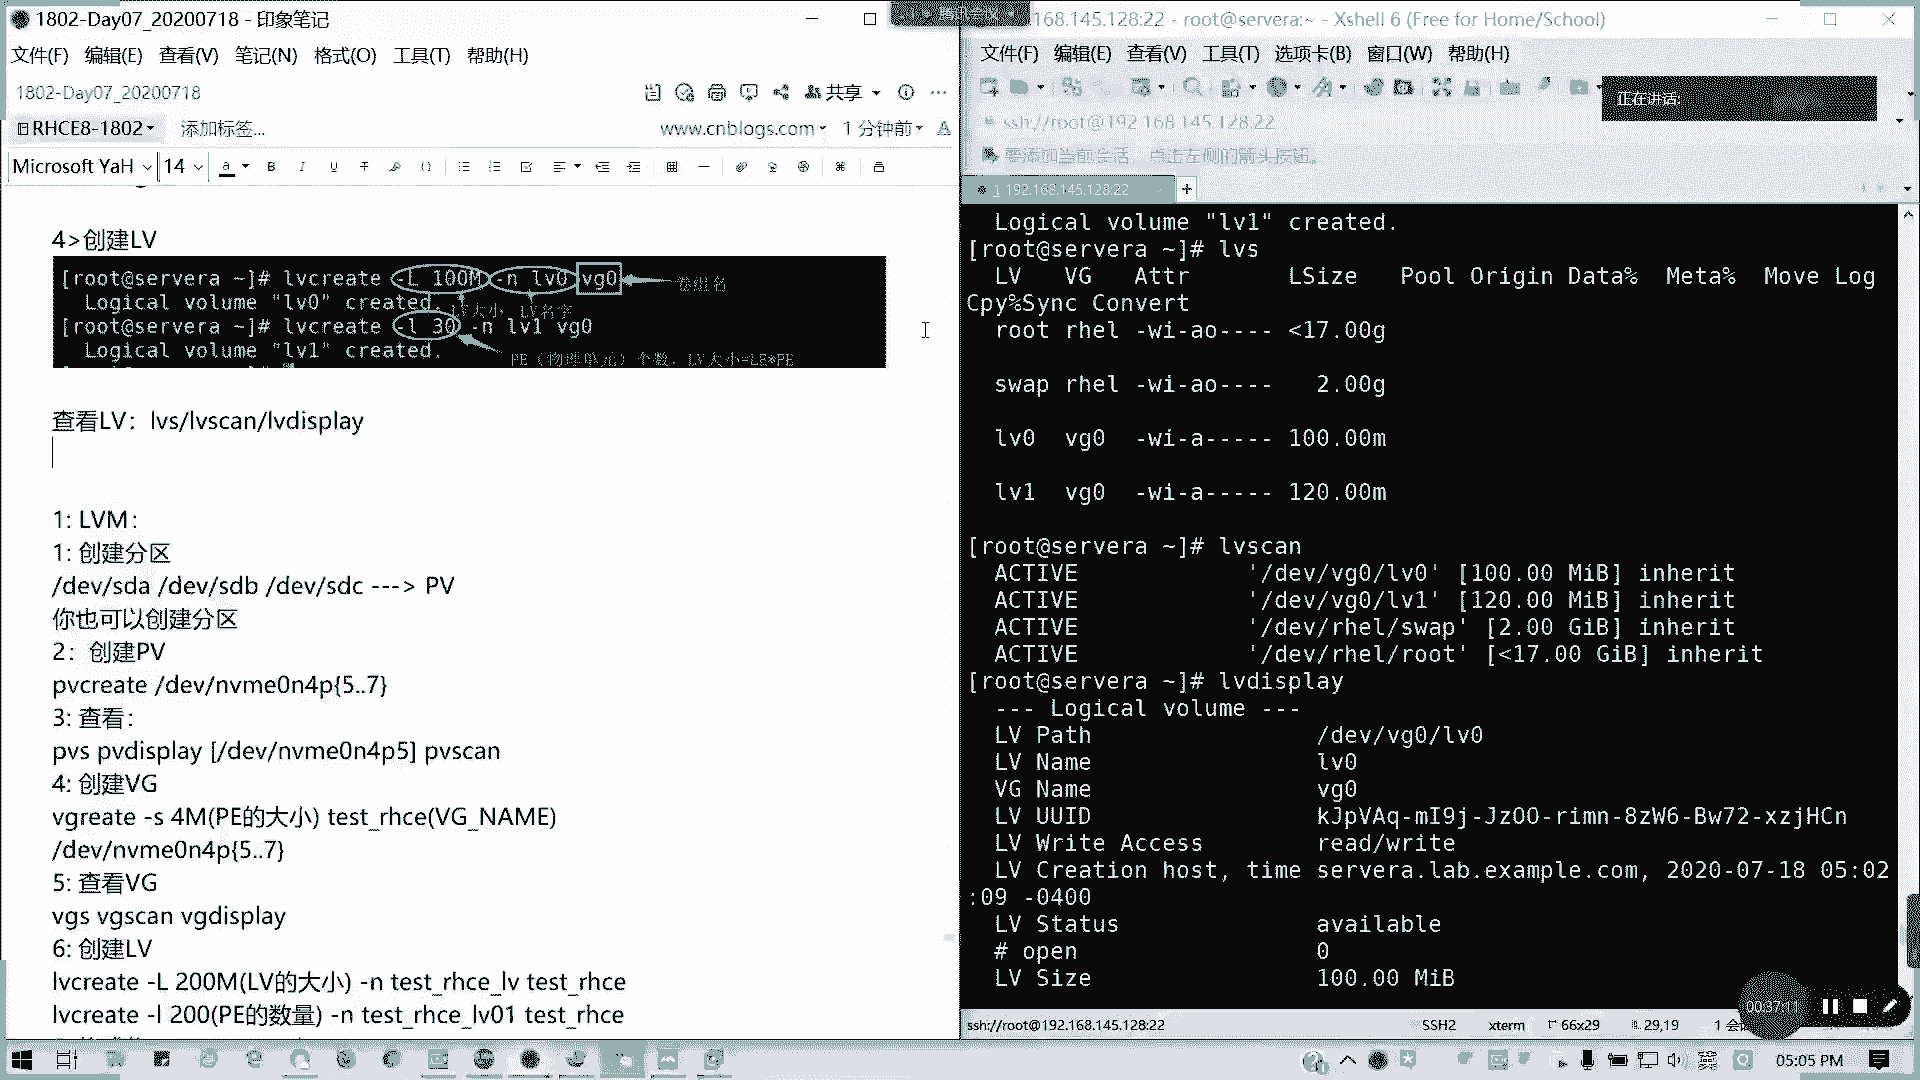 1802-Day07_20200718 - 印象笔记
文件(F) 编辑(E) 查看(V) 笔记(N) 格式(O) 工具(T) 帮助(H)
1802-Day07_20200718
共享
RHCE8-1802
添加标签...
www.cnblogs.com
1 分钟前
Microsoft YaH
14
4>创建LV
[root@servera ~]# lvcreate -L 100M -n lv0 vg0
卷组名
Logical volume "lv0" created.
LV大小
LV名字
[root@servera ~]# lvcreate -l 30 -n lv1 vg0
Logical volume "lv1" created.
PE（物理单元）个数，LV大小=LE*PE
查看LV：lvs/lvscan/lvdisplay
1: LVM：
1: 创建分区
/dev/sda /dev/sdb /dev/sdc ---> PV
你也可以创建分区
2：创建PV
pvcreate /dev/nvme0n4p{5..7}
3: 查看：
pvs pvdisplay [/dev/nvme0n4p5] pvscan
4: 创建VG
vgreate -s 4M(PE的大小) test_rhce(VG_NAME)
/dev/nvme0n4p{5..7}
5: 查看VG
vgs vgscan vgdisplay
6: 创建LV
lvcreate -L 200M(LV的大小) -n test_rhce_lv test_rhce
lvcreate -l 200(PE的数量) -n test_rhce_lv01 test_rhce
168.145.128:22 - root@servera:~ - Xshell 6 (Free for Home/School)
文件(F) 编辑(E) 查看(V) 工具(T) 选项卡(B) 窗口(W) 帮助(H)
正在讲话:
ssh://root@192.168.145.128:22
要添加当前会话，点击左侧的箭头按钮。
1 192.168.145.128:22
Logical volume "lv1" created.
[root@servera ~]# lvs
LV VG Attr LSize Pool Origin Data% Meta% Move Log
Cpy%Sync Convert
root rhel -wi-ao---- <17.00g
swap rhel -wi-ao---- 2.00g
lv0 vg0 -wi-a----- 100.00m
lv1 vg0 -wi-a----- 120.00m
[root@servera ~]# lvscan
ACTIVE '/dev/vg0/lv0' [100.00 MiB] inherit
ACTIVE '/dev/vg0/lv1' [120.00 MiB] inherit
ACTIVE '/dev/rhel/swap' [2.00 GiB] inherit
ACTIVE '/dev/rhel/root' [<17.00 GiB] inherit
[root@servera ~]# lvdisplay
--- Logical volume ---
LV Path /dev/vg0/lv0
LV Name lv0
VG Name vg0
LV UUID kJpVAq-mI9j-JzOO-rimn-8zW6-Bw72-xzjHCn
LV Write Access read/write
LV Creation host, time servera.lab.example.com, 2020-07-18 05:02
:09 -0400
LV Status available
# open 0
LV Size 100.00 MiB
00:37:11
ssh://root@192.168.145.128:22
SSH2
xterm
66x29
29,19
05:05 PM